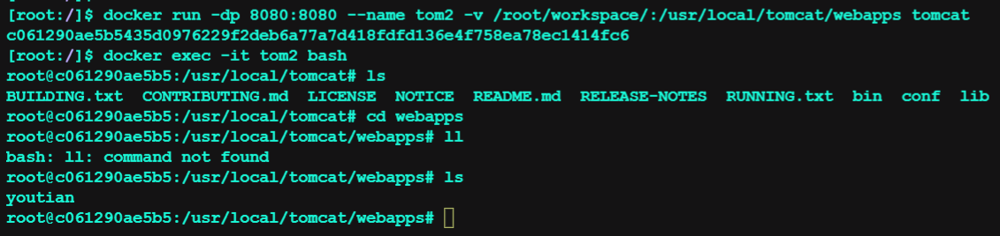 [root:/]$ docker run -dp 8080:8080 --name tom2 -v /root/workspace/:/usr/local/tomcat/webapps tomcat
c061290ae5b5435d0976229f2deb6a77a7d418fdfd136e4f758ea78ec1414fc6
[root:/]$ docker exec -it tom2 bash
root@c061290ae5b5:/usr/local/tomcat# ls
BUILDING.txt  CONTRIBUTING.md  LICENSE  NOTICE  README.md  RELEASE-NOTES  RUNNING.txt  bin  conf  lib
root@c061290ae5b5:/usr/local/tomcat# cd webapps
root@c061290ae5b5:/usr/local/tomcat/webapps# ll
bash: ll: command not found
root@c061290ae5b5:/usr/local/tomcat/webapps# ls
youtian
root@c061290ae5b5:/usr/local/tomcat/webapps#